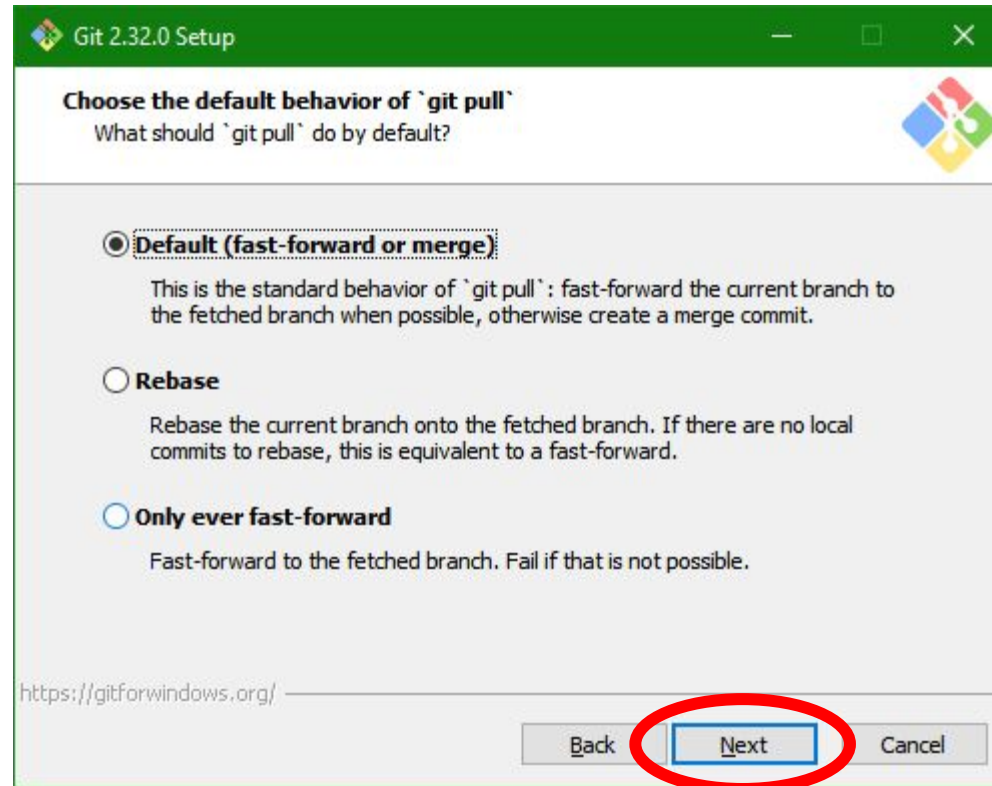 Git 2.32.0 Setup
Choose the default behavior of `git pull`
What should `git pull` do by default?
Default (fast-forward or merge)
This is the standard behavior of `git pull`: fast-forward the current branch to
the fetched branch when possible, otherwise create a merge commit.
Rebase
Rebase the current branch onto the fetched branch. If there are no local
commits to rebase, this is equivalent to a fast-forward.
Only ever fast-forward
Fast-forward to the fetched branch. Fail if that is not possible.
https://gitforwindows.org/
Back Next Cancel